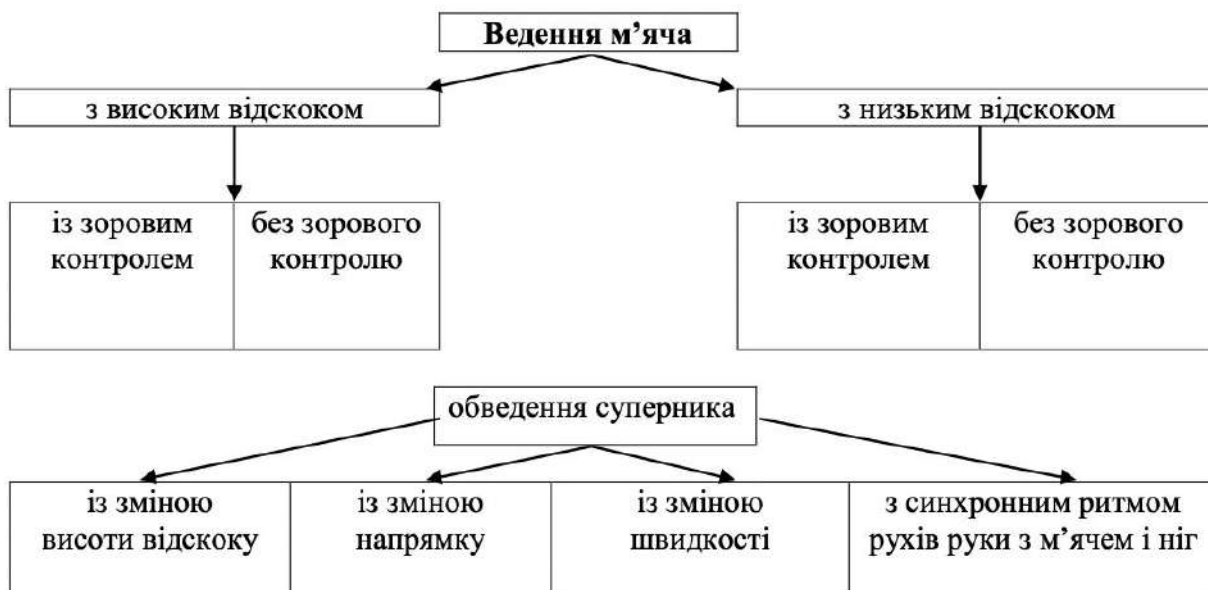 Ведення м’яча
з високим відскоком
з низьким відскоком
із зоровим
контролем
без зорового
контролю
із зоровим
контролем
без зорового
контролю
обведення суперника
із зміною
висоти відскоку
із зміною
напрямку
із зміною
швидкості
з синхронним ритмом
рухів руки з м’ячем і ніг